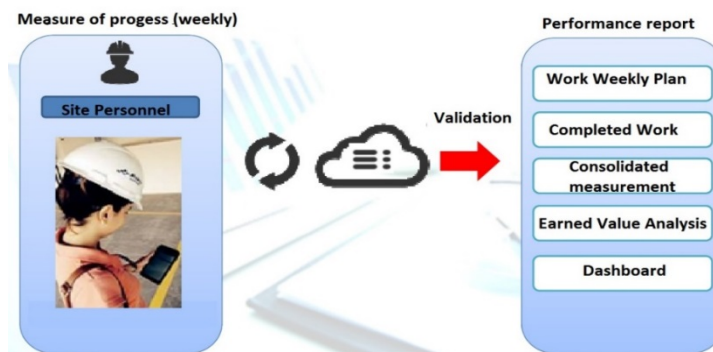 Measure of progess (weekly)
Site Personnel
Validation
Performance report
Work Weekly Plan
Completed Work
Consolidated
measurement
Earned Value Analysis
Dashboard